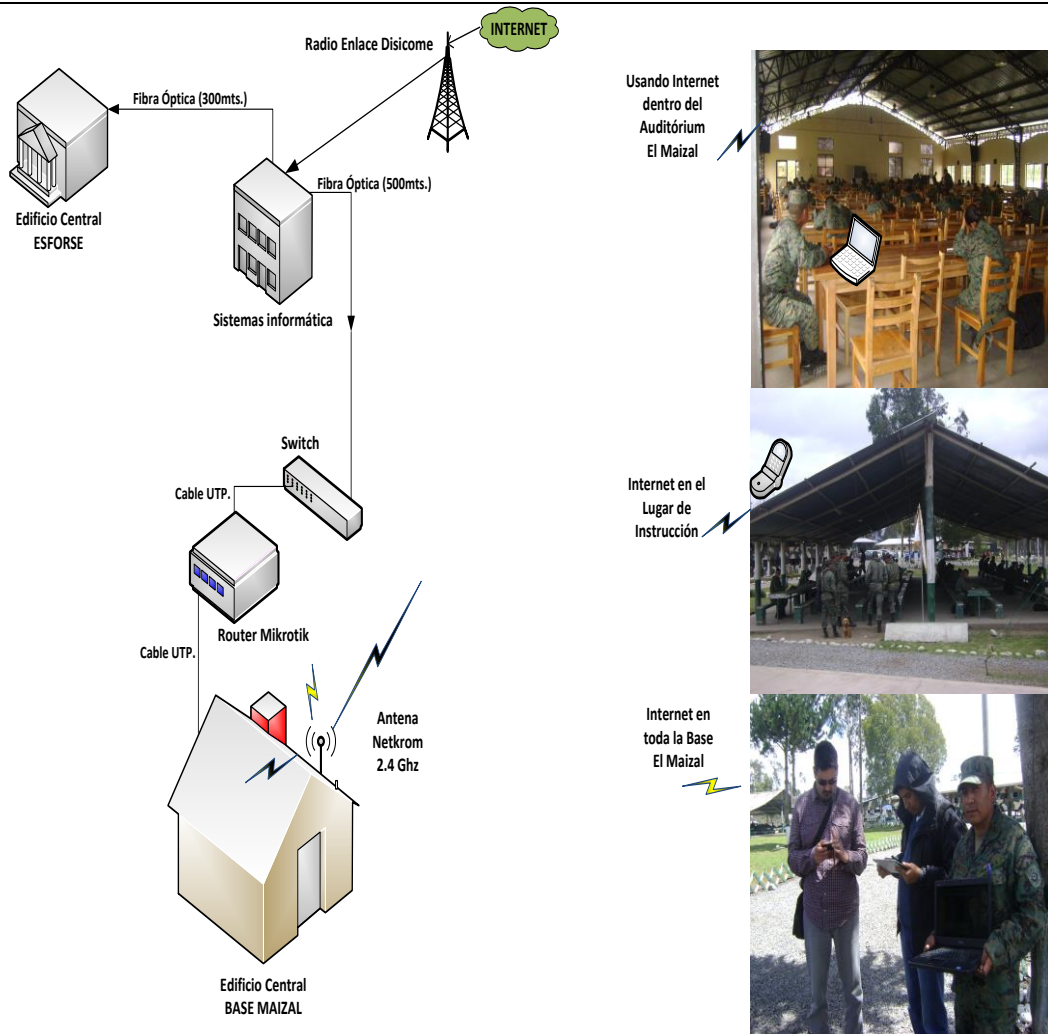 INTERNET
Radio Enlace Disicome
Fibra Óptica (300mts.)
Edificio Central
ESFORSE
Fibra Óptica (500mts.)
Sistemas informática
Switch
Cable UTP.
Router Mikrotik
Cable UTP.
Antena
Netkrom
2.4 Ghz
Edificio Central
BASE MAIZAL
Usando Internet
dentro del
Auditórium
El Maizal
Internet en el
Lugar de
Instrucción
Internet en
toda la Base
El Maizal